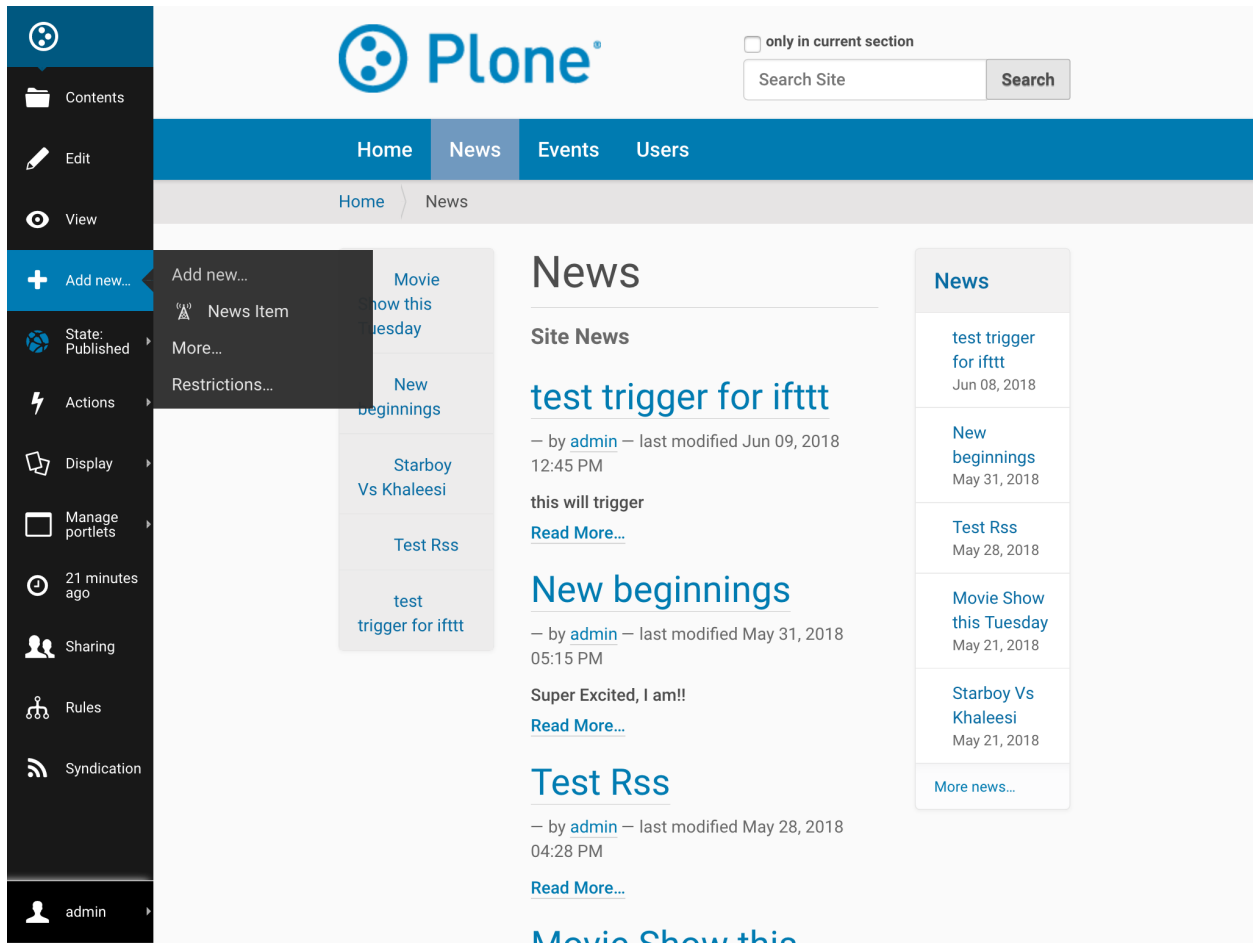 Contents
Edit
View
Add new…
State:
Published
Actions
Display
Manage
portlets
21 minutes
ago
Sharing
Rules
Syndication
admin
Add new…
News Item
More…
Restrictions…
Plone®
only in current section
Search Site
Search
Home
News
Events
Users
Home
News
Movie
Show this
Tuesday
New
beginnings
Starboy
Vs Khaleesi
Test Rss
test
trigger for ifttt
News
Site News
test trigger for ifttt
— by admin — last modified Jun 09, 2018
12:45 PM
this will trigger
Read More…
New beginnings
— by admin — last modified May 31, 2018
05:15 PM
Super Excited, I am!!
Read More…
Test Rss
— by admin — last modified May 28, 2018
04:28 PM
Read More…
Movie Show this
News
test trigger
for ifttt
Jun 08, 2018
New
beginnings
May 31, 2018
Test Rss
May 28, 2018
Movie Show
this Tuesday
May 21, 2018
Starboy Vs
Khaleesi
May 21, 2018
More news…